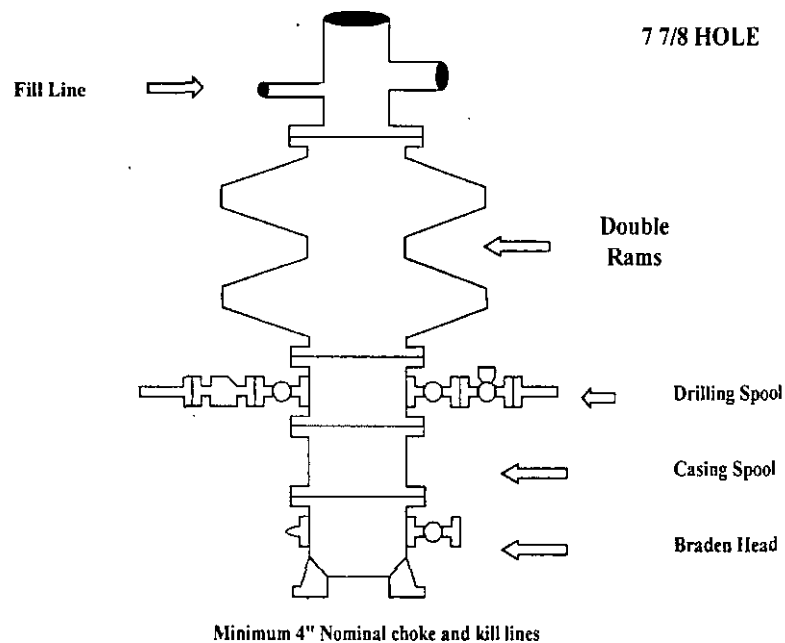 7 7/8 HOLE
Fill Line
Double
Rams
Drilling Spool
Casing Spool
Braden Head
Minimum 4" Nominal choke and kill lines